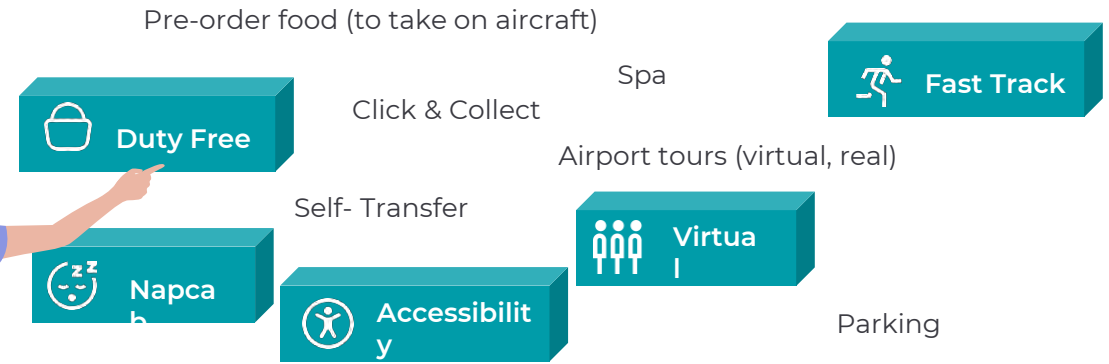 Pre-order food (to take on aircraft)
Spa
Fast Track
Click & Collect
Duty Free
Airport tours (virtual, real)
Self- Transfer
Virtua
l
Napca
b
Accessibilit
y
Parking